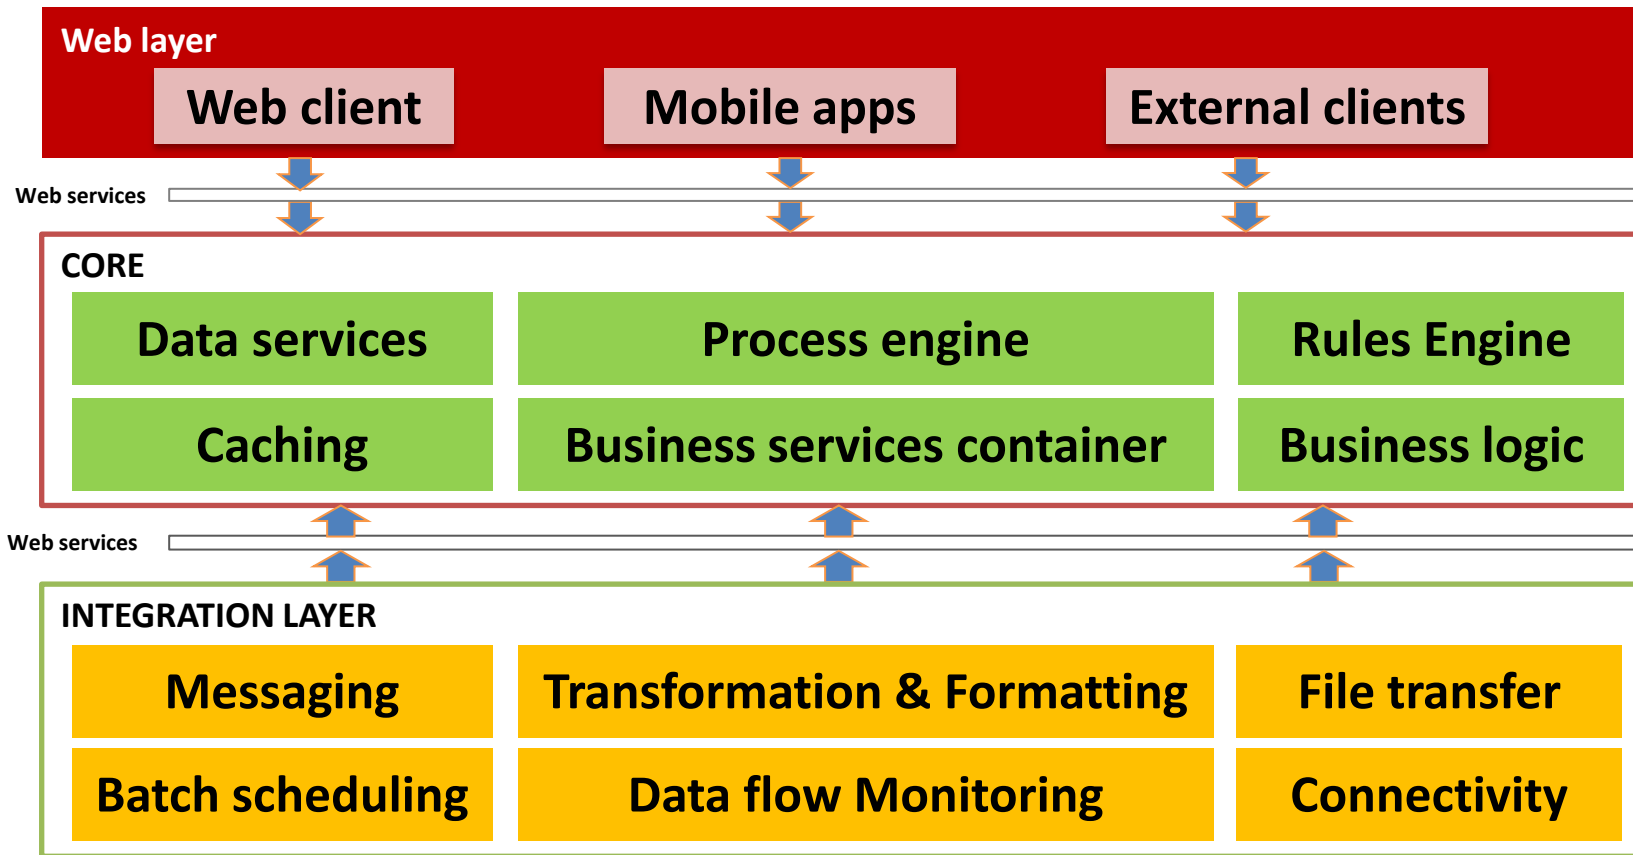 Web layer
Web client
Mobile apps
External clients
Web services
CORE
Data services
Process engine
Rules Engine
Caching
Business services container
Business logic
Web services
INTEGRATION LAYER
Messaging
Transformation & Formatting
File transfer
Batch scheduling
Data flow Monitoring
Connectivity